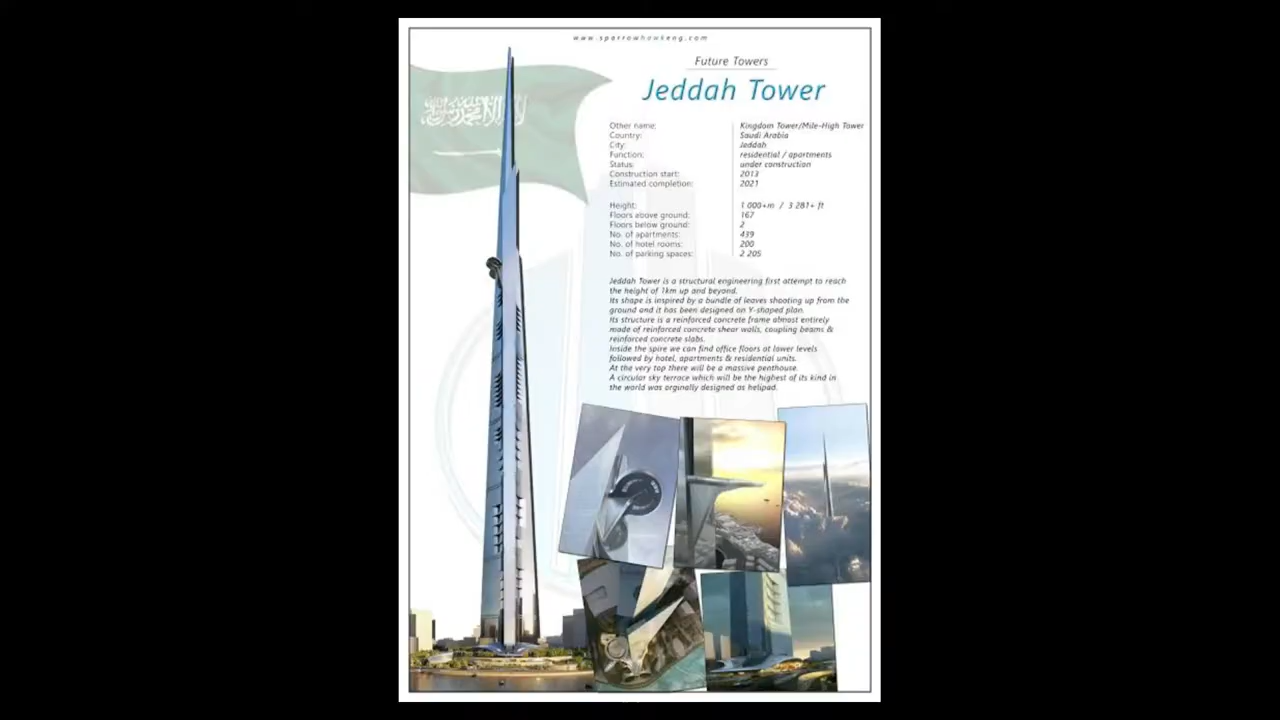 www.sparrowhawkeng.com
Future Towers
Jeddah Tower
Other name: Kingdom Tower/Mile-High Tower
Country: Saudi Arabia
City: Jeddah
Function: residential / apartments
Status: under construction
Construction start: 2013
Estimated completion: 2021
Height: 1 000+m / 3 281+ ft
Floors above ground: 167
Floors below ground: 2
No. of apartments: 439
No. of hotel rooms: 200
No. of parking spaces: 2 205
Jeddah Tower is a structural engineering first attempt to reach
the height of 1km up and beyond.
Its shape is inspired by a bundle of leaves shooting up from the
ground and it has been designed on Y-shaped plan.
Its structure is a reinforced concrete frame almost entirely
made of reinforced concrete shear walls, coupling beams &
reinforced concrete slabs.
Inside the spire we can find office floors at lower levels
followed by hotel, apartments & residential units.
At the very top there will be a massive penthouse.
A circular sky terrace which will be the highest of its kind in
the world was orginally designed as helipad.